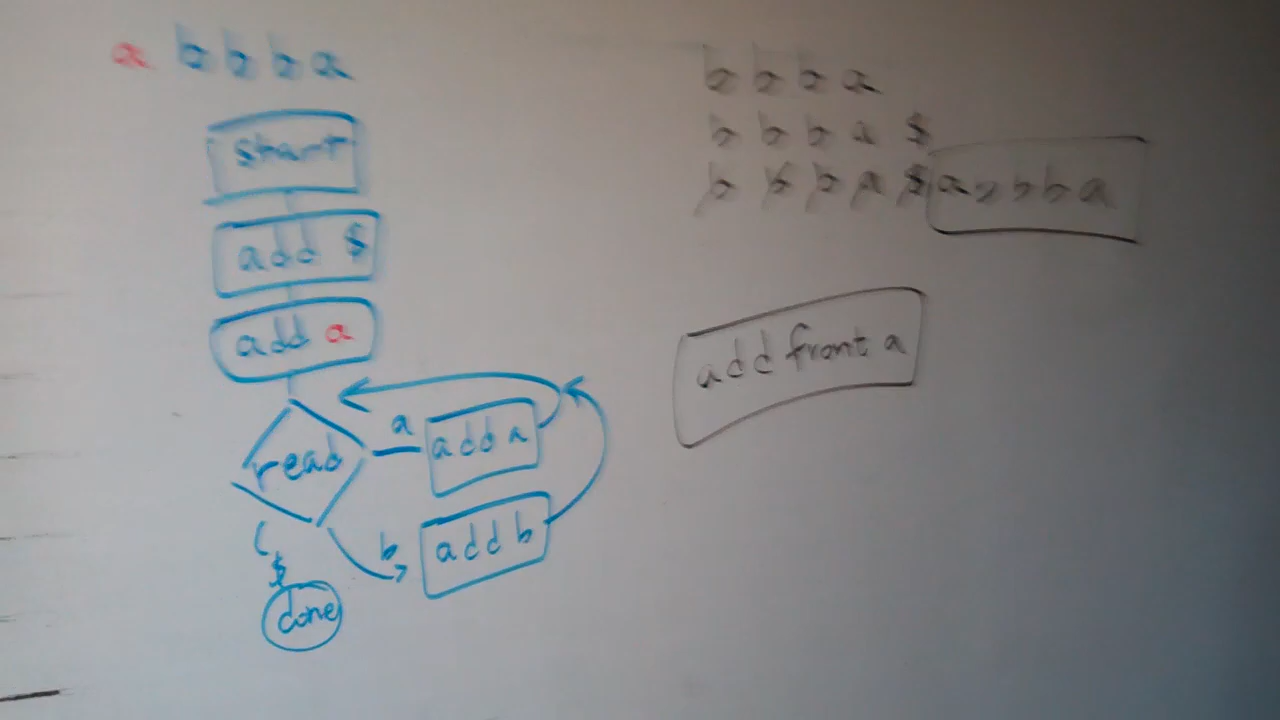 a b b b a
start
add $
add a
read
a
add a
b
add b
$
done
b b b a
b b b a $
b b b a $ a b b b a
add front a